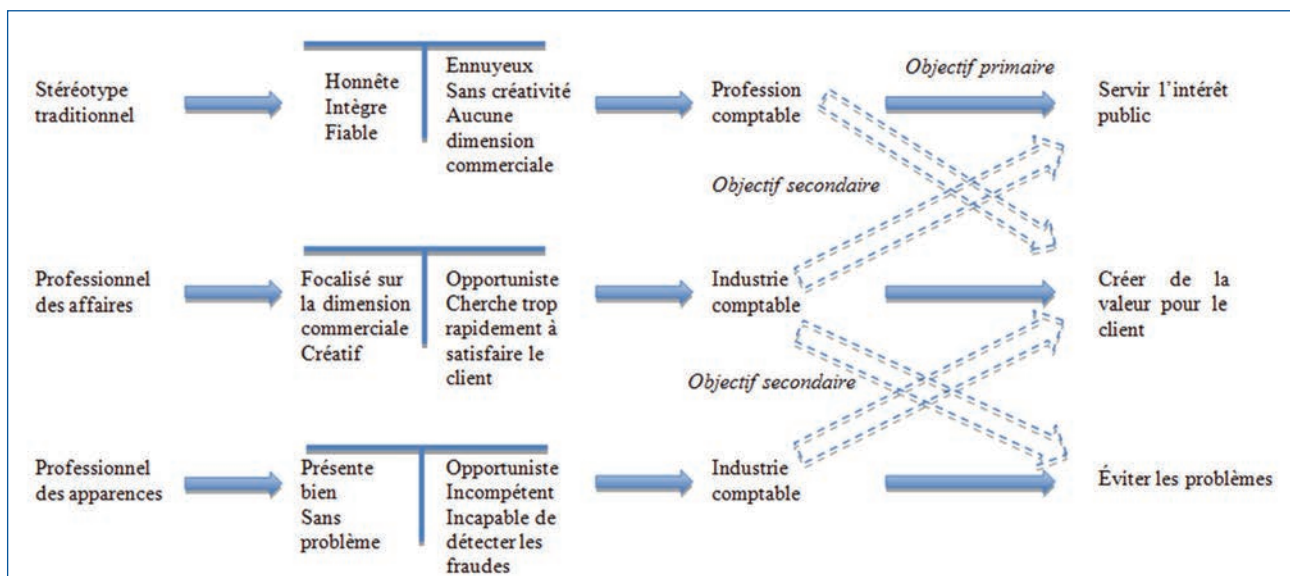 Stéréotype
traditionnel
Honnête
Intègre
Fiable
Ennuyeux
Sans créativité
Aucune
dimension
commerciale
Profession
comptable
Objectif primaire
Servir l’intérêt
public
Objectif secondaire
Professionnel
des affaires
Focalisé sur
la dimension
commerciale
Créatif
Opportuniste
Cherche trop
rapidement à
satisfaire le
client
Industrie
comptable
Créer de la
valeur pour le
client
Objectif secondaire
Professionnel
des apparences
Présente
bien
Sans
problème
Opportuniste
Incompétent
Incapable de
détecter les
fraudes
Industrie
comptable
Éviter les problèmes